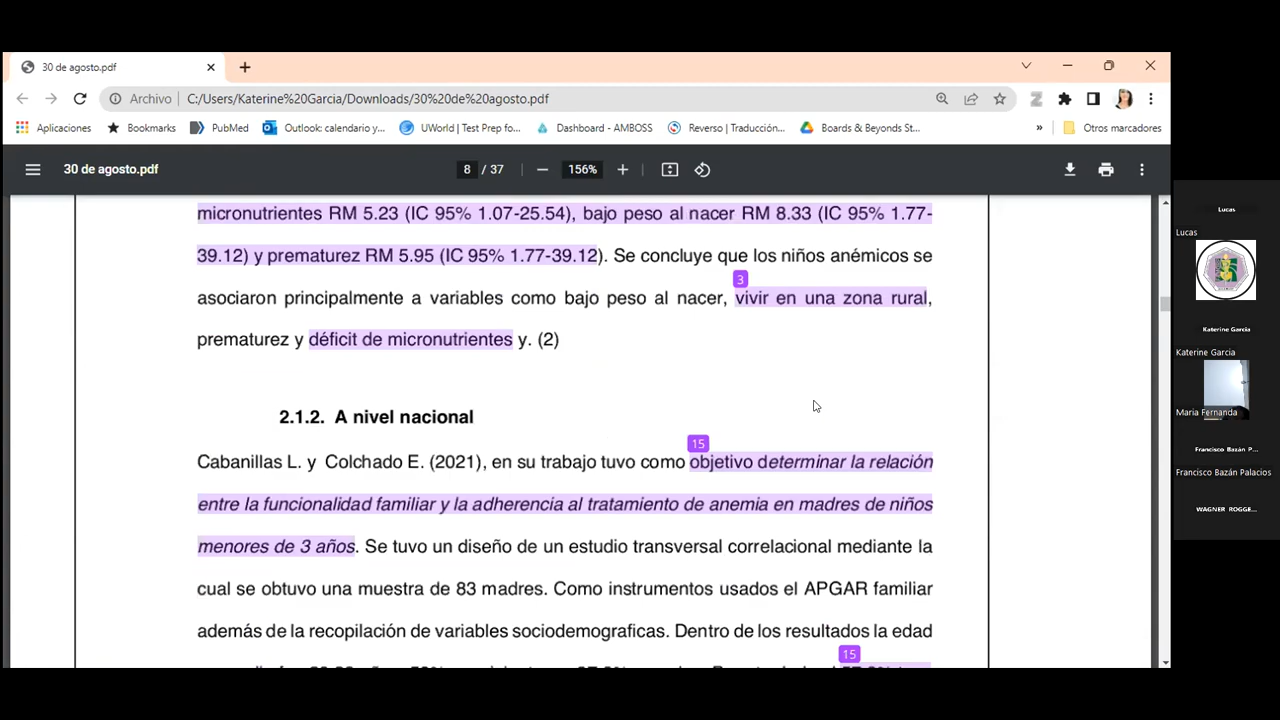 30 de agosto.pdf
Archivo C:/Users/Katerine%20Garcia/Downloads/30%20de%20agosto.pdf
Aplicaciones Bookmarks PubMed Outlook: calendario y... UWorld | Test Prep fo... Dashboard - AMBOSS Reverso | Traducción... Boards & Beyonds St... » Otros marcadores
30 de agosto.pdf 8 / 37 156%
micronutrientes RM 5.23 (IC 95% 1.07-25.54), bajo peso al nacer RM 8.33 (IC 95% 1.77-
39.12) y prematurez RM 5.95 (IC 95% 1.77-39.12). Se concluye que los niños anémicos se
3
asociaron principalmente a variables como bajo peso al nacer, vivir en una zona rural,
prematurez y déficit de micronutrientes y. (2)
2.1.2. A nivel nacional
15
Cabanillas L. y Colchado E. (2021), en su trabajo tuvo como objetivo determinar la relación
entre la funcionalidad familiar y la adherencia al tratamiento de anemia en madres de niños
menores de 3 años. Se tuvo un diseño de un estudio transversal correlacional mediante la
cual se obtuvo una muestra de 83 madres. Como instrumentos usados el APGAR familiar
además de la recopilación de variables sociodemograficas. Dentro de los resultados la edad
15
Lucas
Lucas
Katerine Garcia
Katerine Garcia
Maria Fernanda
Francisco Bazán P...
Francisco Bazán Palacios
WAGNER ROGGE...